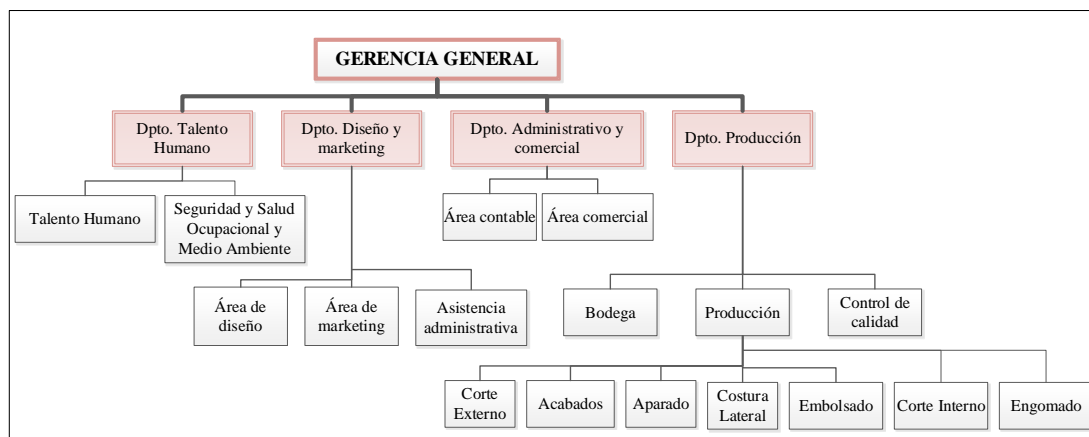 GERENCIA GENERAL
Dpto. Talento
Humano
Dpto. Diseño y
marketing
Dpto. Administrativo y
comercial
Dpto. Producción
Talento Humano
Seguridad y Salud
Ocupacional y
Medio Ambiente
Área contable
Área comercial
Área de
diseño
Área de
marketing
Asistencia
administrativa
Bodega
Producción
Control de
calidad
Corte
Externo
Acabados
Aparado
Costura
Lateral
Embolsado
Corte Interno
Engomado